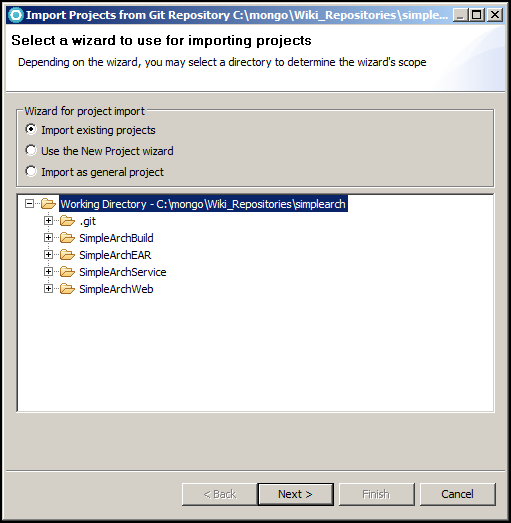 Import Projects from Git Repository C:\mongo\Wiki_Repositories\simple...
Select a wizard to use for importing projects
Depending on the wizard, you may select a directory to determine the wizard's scope
Wizard for project import
Import existing projects
Use the New Project wizard
Import as general project
Working Directory - C:\mongo\Wiki_Repositories\simplearch
.git
SimpleArchBuild
SimpleArchEAR
SimpleArchService
SimpleArchWeb
< Back Next > Finish Cancel